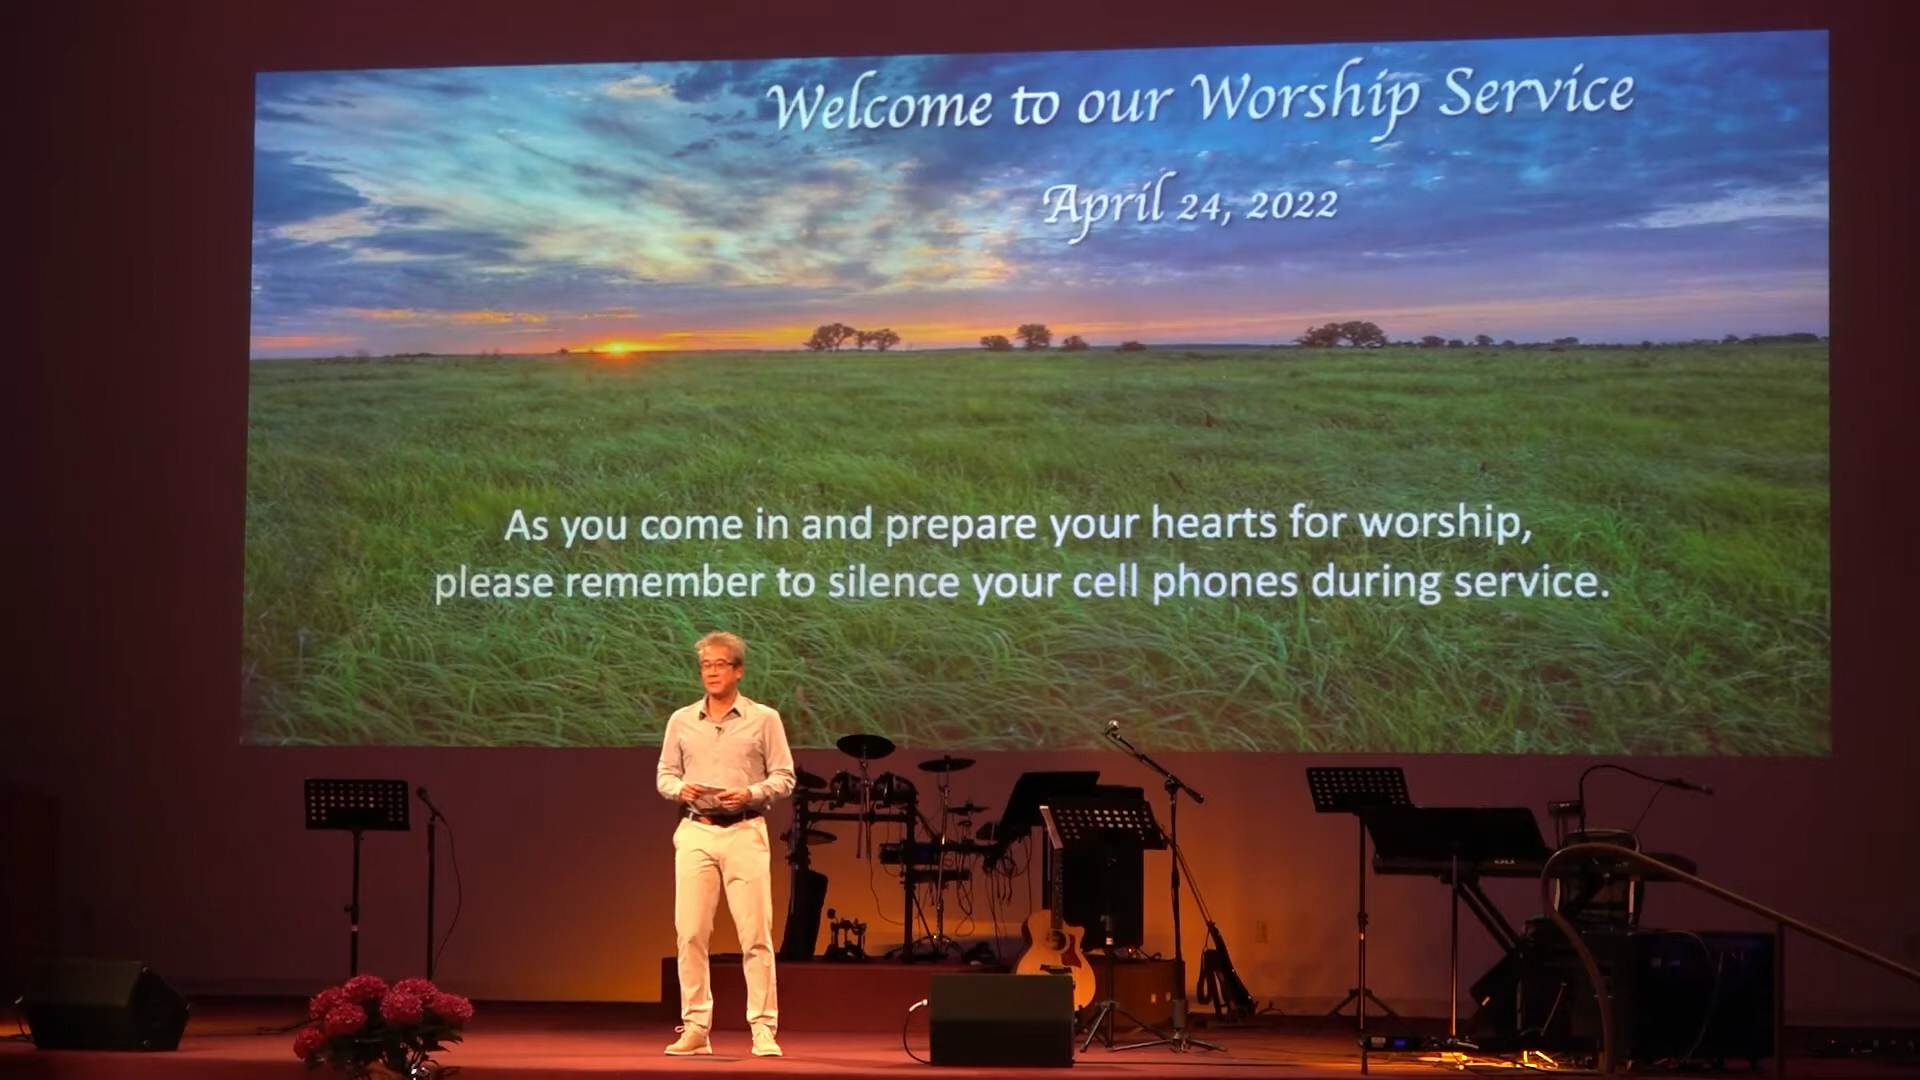 Welcome to our Worship Service
April 24, 2022
As you come in and prepare your hearts for worship,
please remember to silence your cell phones during service.